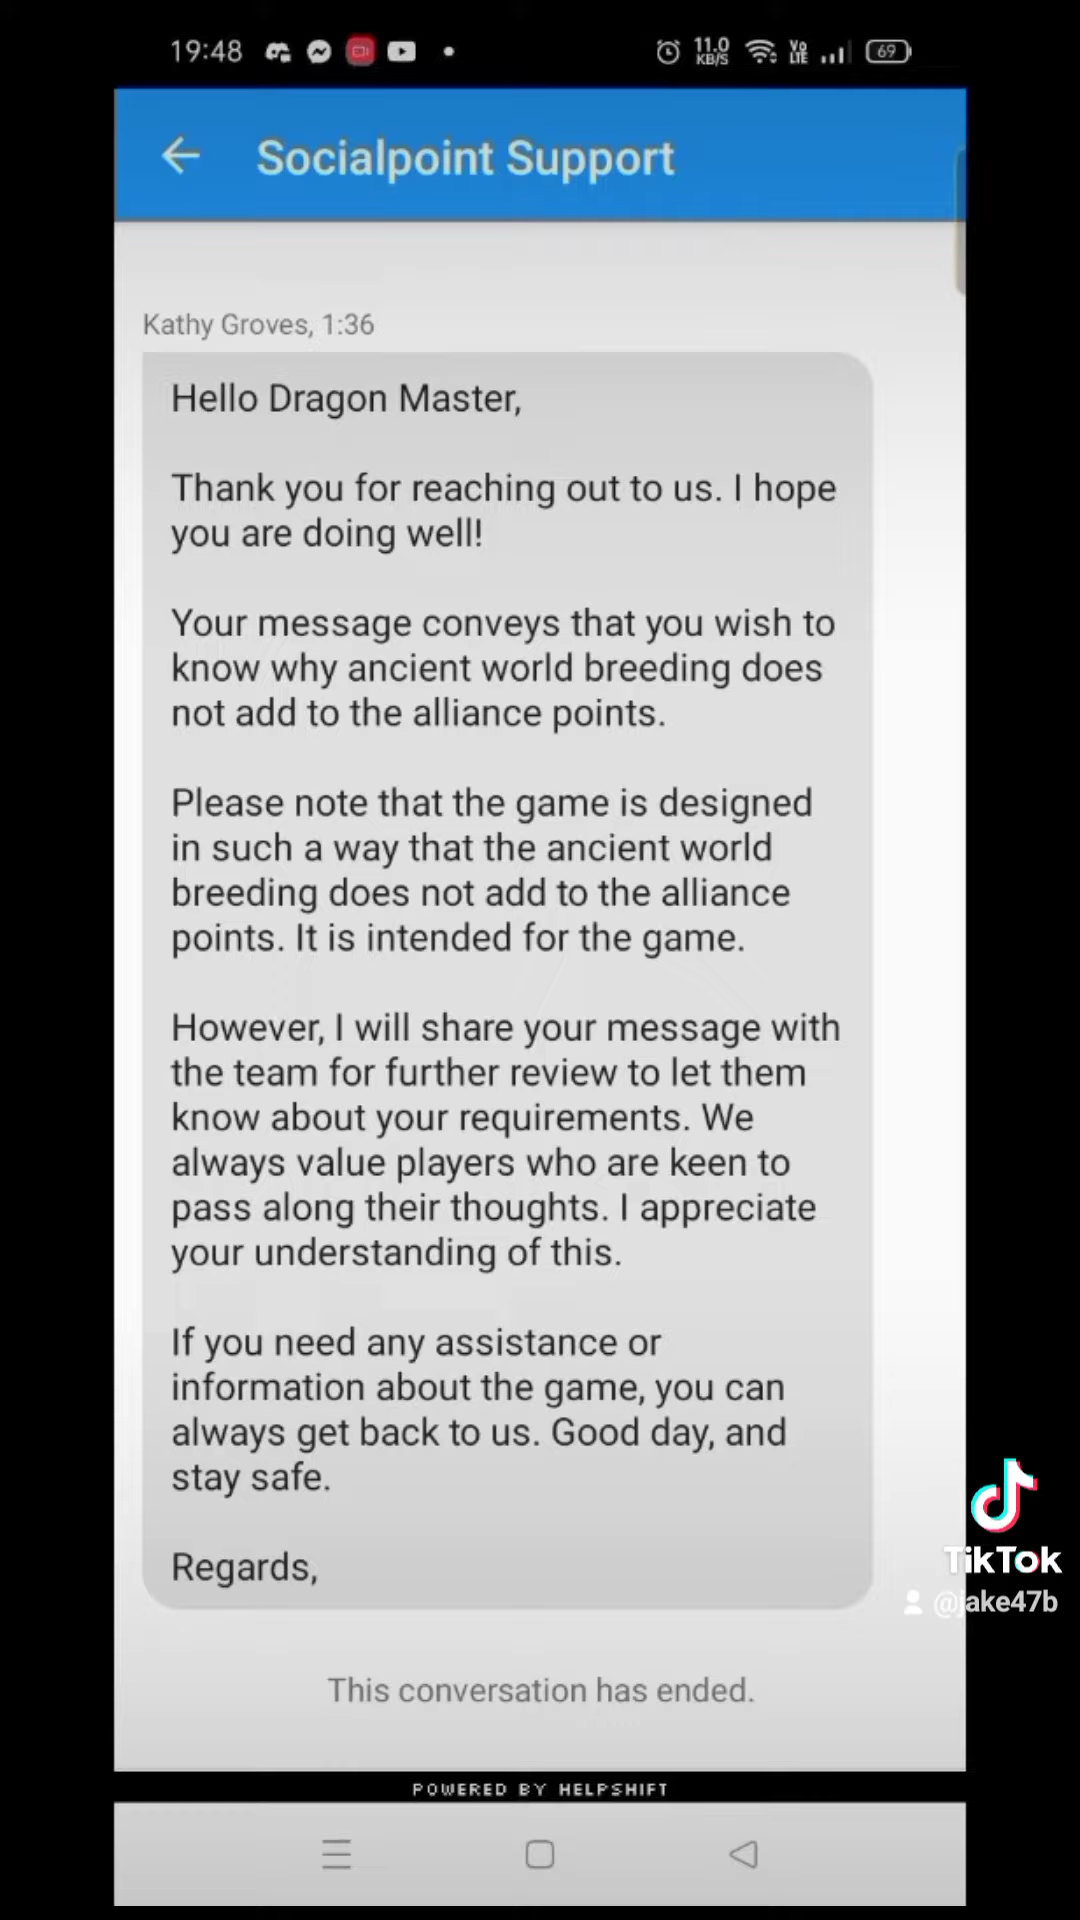 19:48
11.0
KB/S
Vo
LTE
69
Socialpoint Support
Kathy Groves, 1:36
Hello Dragon Master,
Thank you for reaching out to us. I hope
you are doing well!
Your message conveys that you wish to
know why ancient world breeding does
not add to the alliance points.
Please note that the game is designed
in such a way that the ancient world
breeding does not add to the alliance
points. It is intended for the game.
However, I will share your message with
the team for further review to let them
know about your requirements. We
always value players who are keen to
pass along their thoughts. I appreciate
your understanding of this.
If you need any assistance or
information about the game, you can
always get back to us. Good day, and
stay safe.
Regards,
TikTok
@jake47b
This conversation has ended.
POWERED BY HELPSHIFT